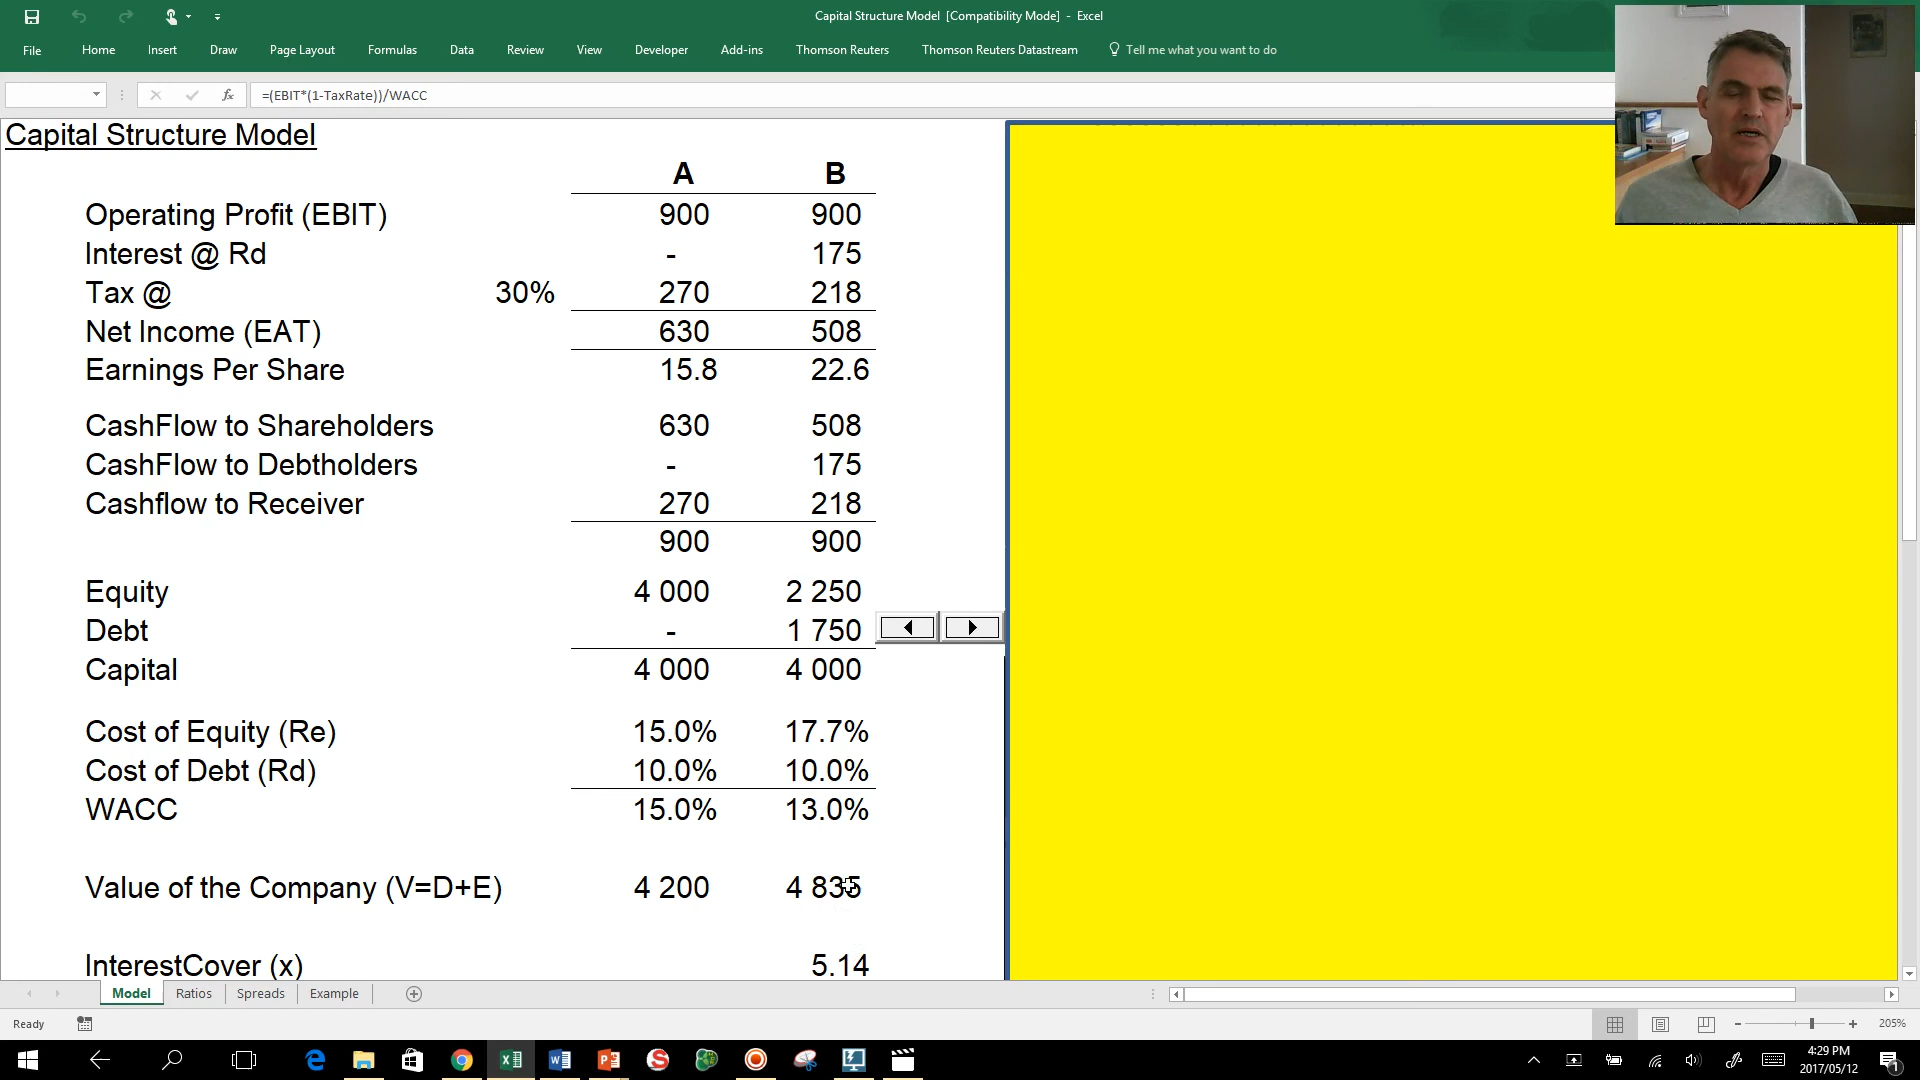 Capital Structure Model [Compatibility Mode] - Excel
File Home Insert Draw Page Layout Formulas Data Review View Developer Add-ins Thomson Reuters Thomson Reuters Datastream Tell me what you want to do
fx =(EBIT*(1-TaxRate))/WACC
Capital Structure Model
A B
Operating Profit (EBIT) 900 900
Interest @ Rd - 175
Tax @ 30% 270 218
Net Income (EAT) 630 508
Earnings Per Share 15.8 22.6
CashFlow to Shareholders 630 508
CashFlow to Debtholders - 175
Cashflow to Receiver 270 218
900 900
Equity 4 000 2 250
Debt - 1 750
Capital 4 000 4 000
Cost of Equity (Re) 15.0% 17.7%
Cost of Debt (Rd) 10.0% 10.0%
WACC 15.0% 13.0%
Value of the Company (V=D+E) 4 200 4 835
InterestCover (x) 5.14
Model Ratios Spreads Example
Ready 205%
4:29 PM
2017/05/12